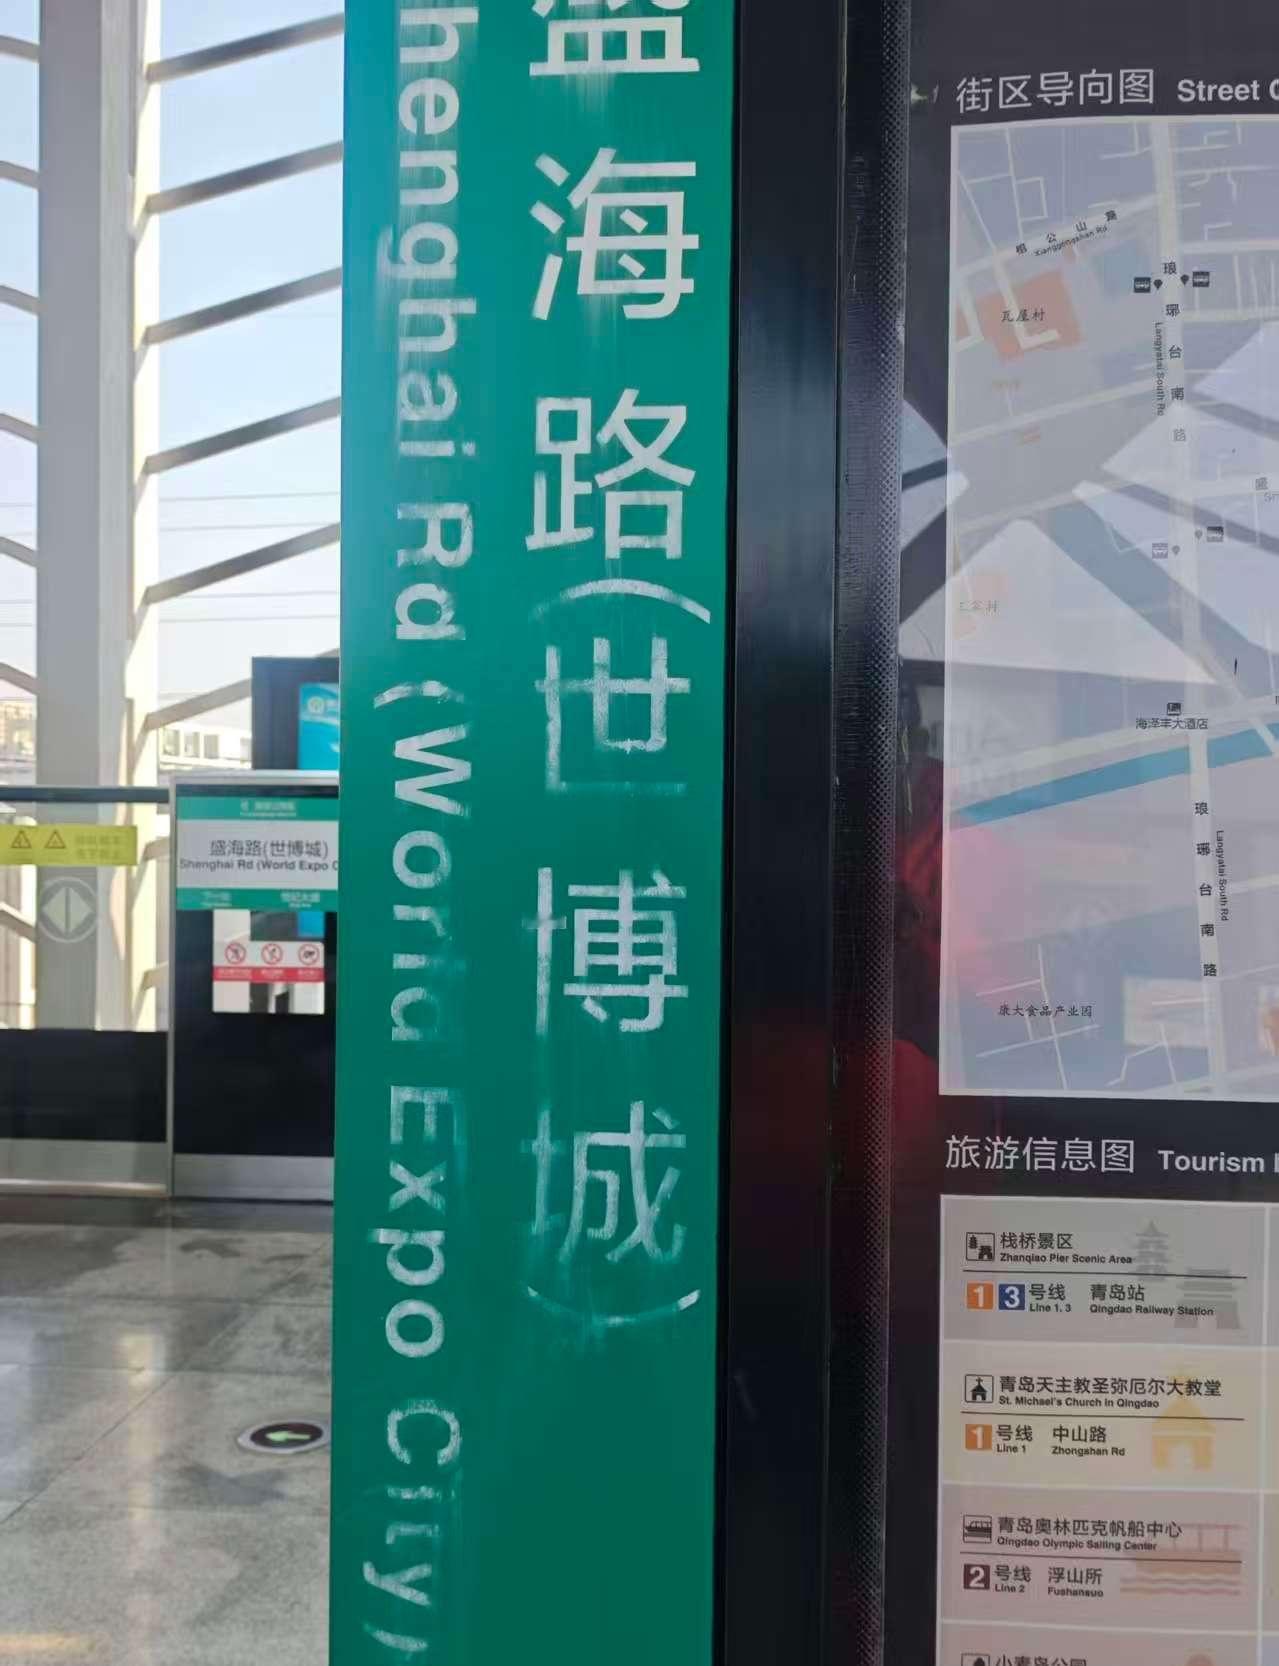 盛海路(世博城)
henghai Rd (World Expo City)
盛海路(世博城)
Shenghai Rd (World Expo C
街区导向图 Street
相公山路
Xianggongshan Rd
琅琊台南路
Langyatai South Rd
瓦屋村
盛
海泽丰大酒店
琅琊台南路
Langyatai South Rd
康大食品产业园
旅游信息图 Tourism
栈桥景区
Zhanqiao Pier Scenic Area
1 3 号线 青岛站
Line 1, 3 Qingdao Railway Station
青岛天主教圣弥厄尔大教堂
St. Michael's Church in Qingdao
1 号线 中山路
Line 1 Zhongshan Rd
青岛奥林匹克帆船中心
Qingdao Olympic Sailing Center
2 号线 浮山所
Line 2 Fushansuo
小青岛公园